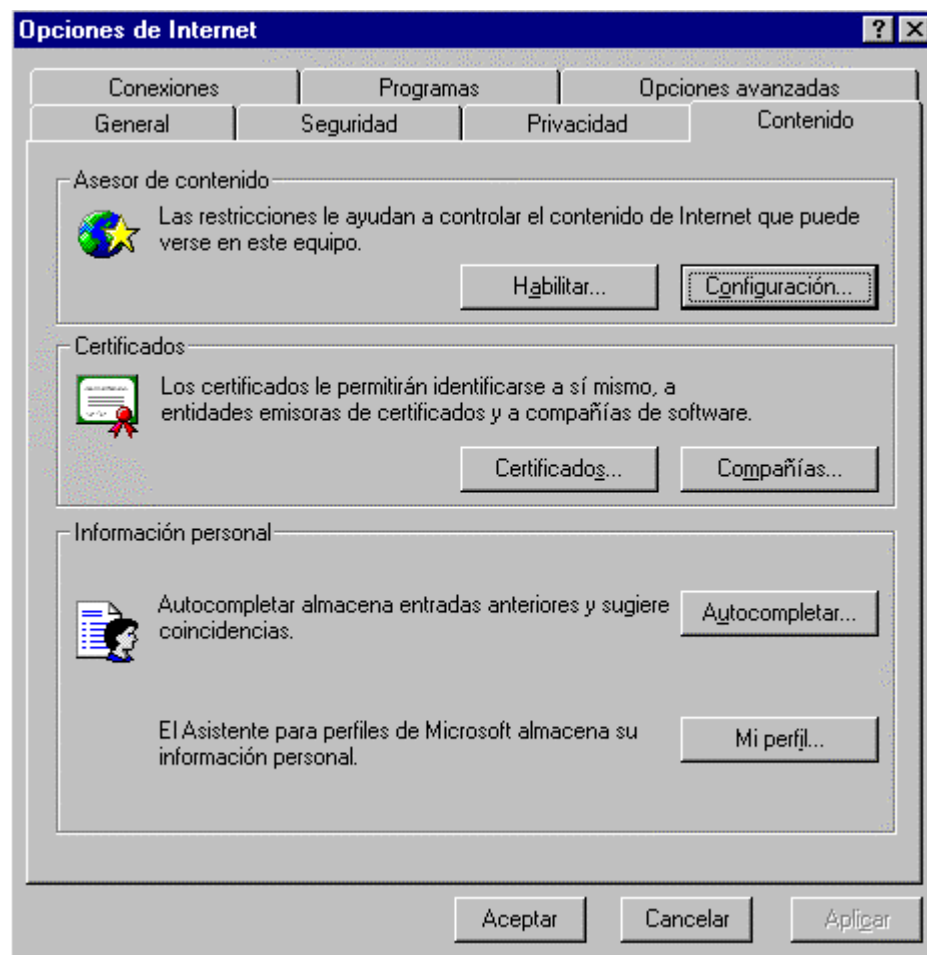 Opciones de Internet
Conexiones
Programas
Opciones avanzadas
General
Seguridad
Privacidad
Contenido
Asesor de contenido
Las restricciones le ayudan a controlar el contenido de Internet que puede
verse en este equipo.
Habilitar...
Configuración...
Certificados
Los certificados le permitirán identificarse a sí mismo, a
entidades emisoras de certificados y a compañías de software.
Certificados...
Compañías...
Información personal
Autocompletar almacena entradas anteriores y sugiere
coincidencias.
Autocompletar...
El Asistente para perfiles de Microsoft almacena su
información personal.
Mi perfil...
Aceptar
Cancelar
Aplicar